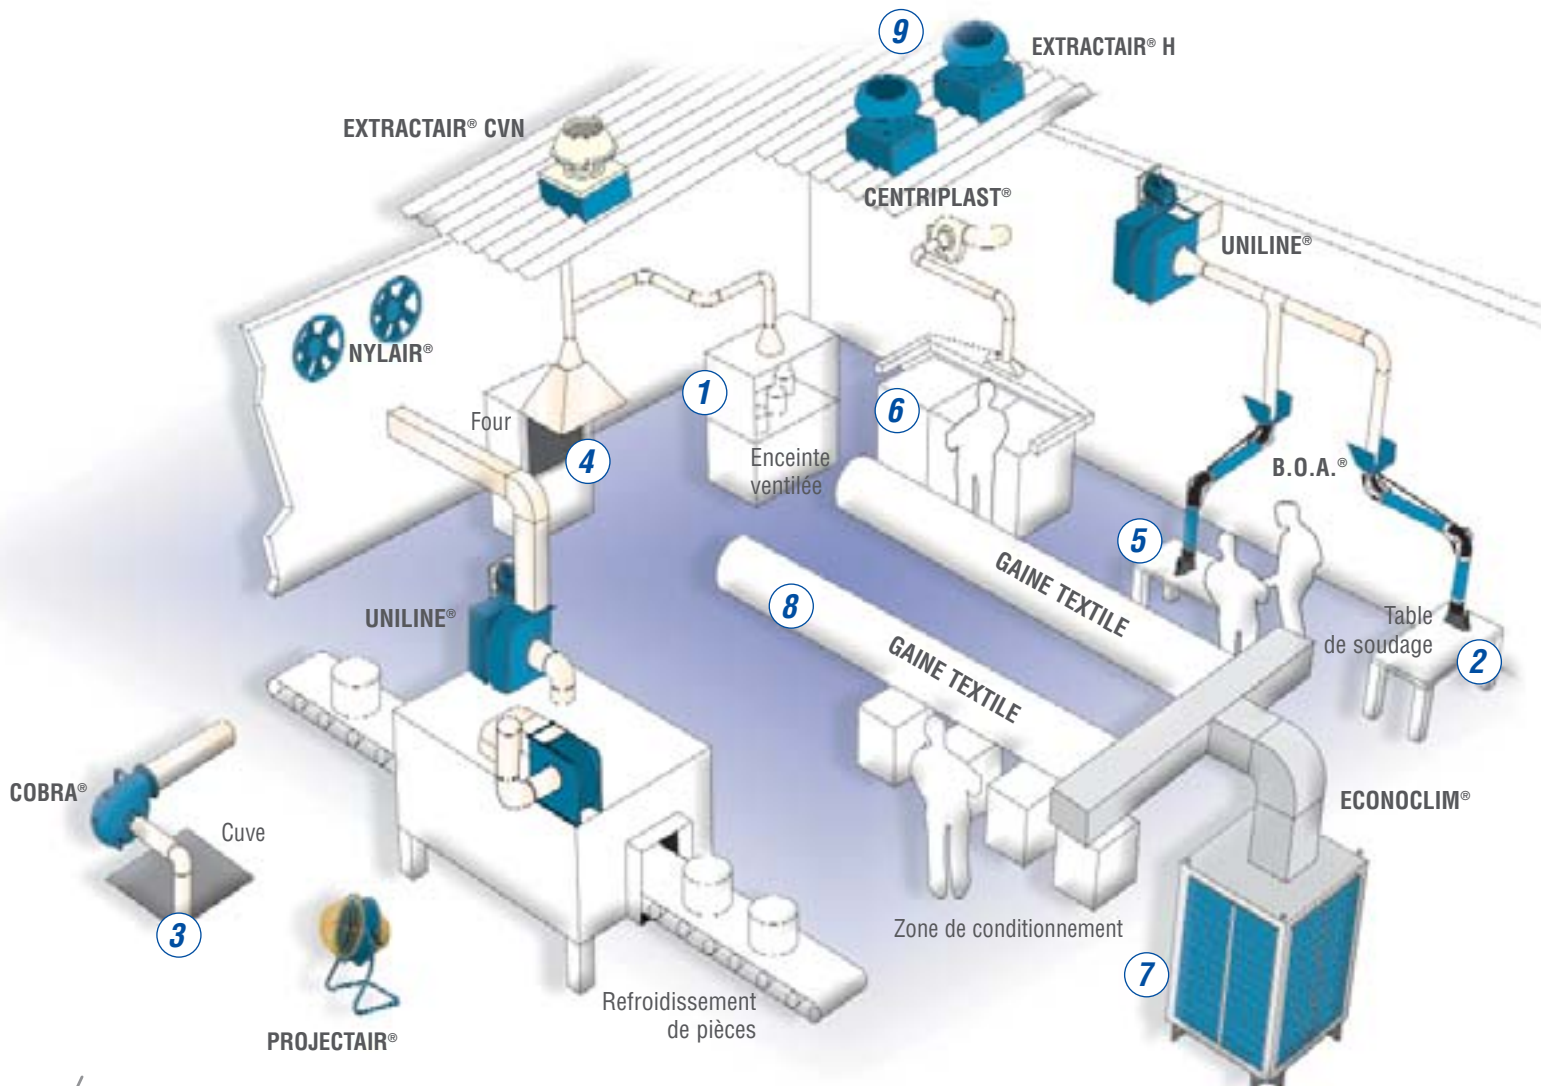 9
EXTRACTAIR® H
EXTRACTAIR® CVN
CENTRIPLAST®
UNILINE®
NYLAIR®
1
6
Four
4
Enceinte
ventilée
B.O.A.®
5
GAINE TEXTILE
8
GAINE TEXTILE
UNILINE®
Table
de soudage
2
COBRA®
Cuve
ECONOCLIM®
3
Zone de conditionnement
7
Refroidissement
de pièces
PROJECTAIR®